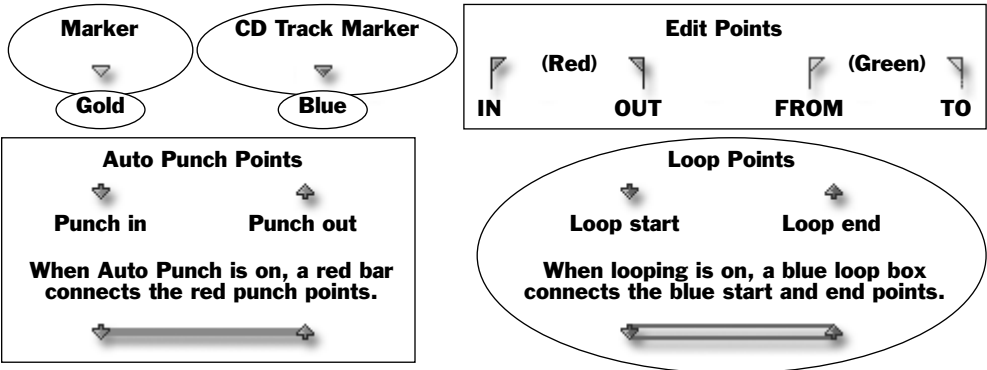 Marker
Gold
CD Track Marker
Blue
Edit Points
(Red) (Green)
IN OUT FROM TO
Auto Punch Points
Punch in Punch out
When Auto Punch is on, a red bar
connects the red punch points.
Loop Points
Loop start Loop end
When looping is on, a blue loop box
connects the blue start and end points.